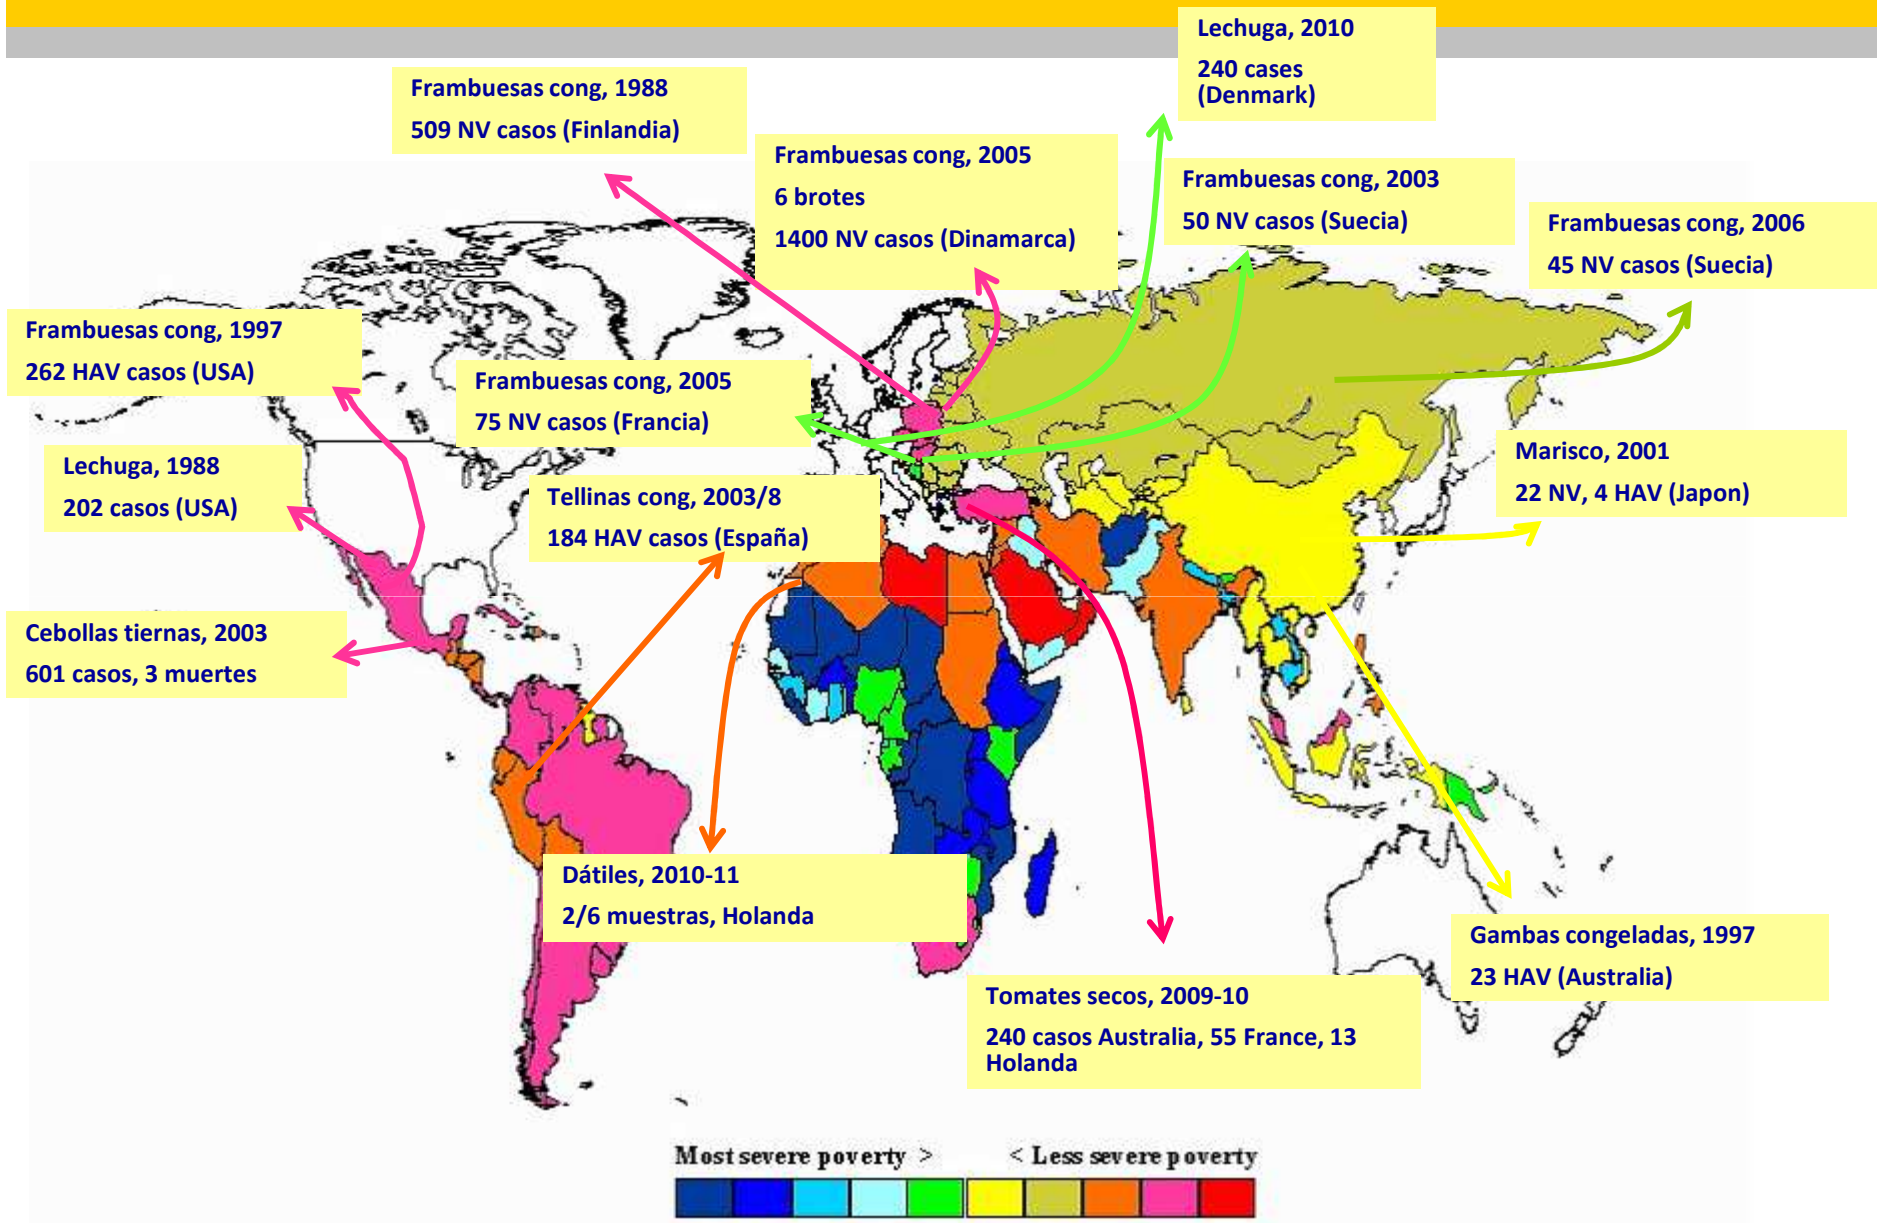 Lechuga, 2010
240 cases
(Denmark)
Frambuesas cong, 1988
509 NV casos (Finlandia)
Frambuesas cong, 2005
6 brotes
1400 NV casos (Dinamarca)
Frambuesas cong, 2003
50 NV casos (Suecia)
Frambuesas cong, 2006
45 NV casos (Suecia)
Frambuesas cong, 1997
262 HAV casos (USA)
Frambuesas cong, 2005
75 NV casos (Francia)
Lechuga, 1988
202 casos (USA)
Tellinas cong, 2003/8
184 HAV casos (España)
Marisco, 2001
22 NV, 4 HAV (Japon)
Cebollas tiernas, 2003
601 casos, 3 muertes
Dátiles, 2010-11
2/6 muestras, Holanda
Gambas congeladas, 1997
23 HAV (Australia)
Tomates secos, 2009-10
240 casos Australia, 55 France, 13
Holanda
Most severe poverty > < Less severe poverty